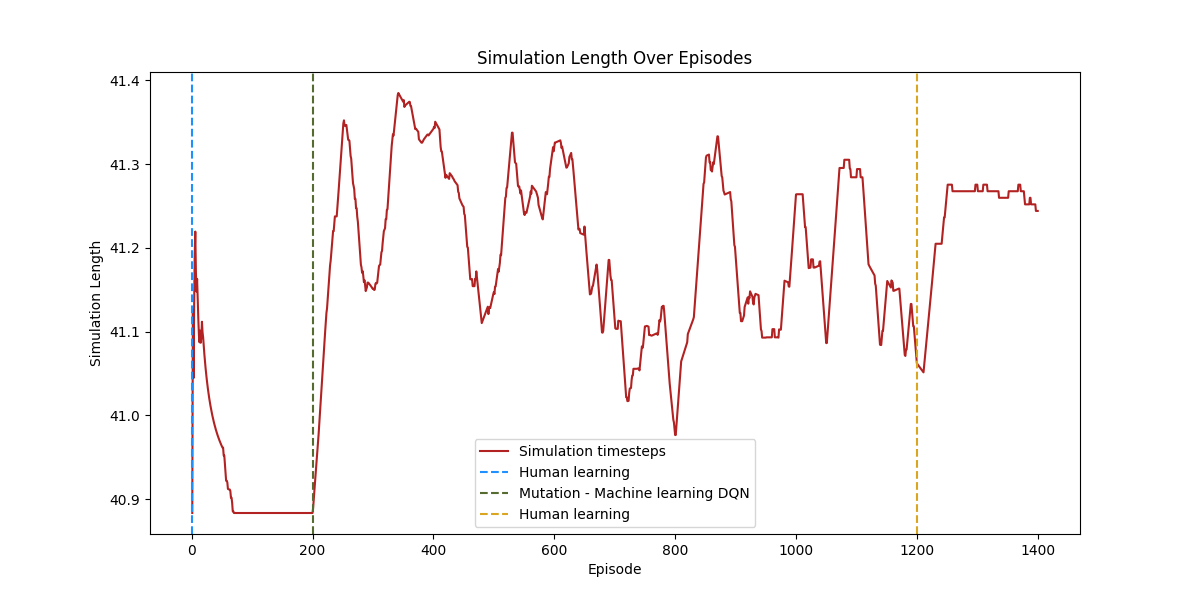 Simulation Length Over Episodes
41.4
41.3
41.2
41.1
41.0
40.9
Simulation Length
Simulation timesteps
Human learning
Mutation - Machine learning DQN
Human learning
0 200 400 600 800 1000 1200 1400
Episode